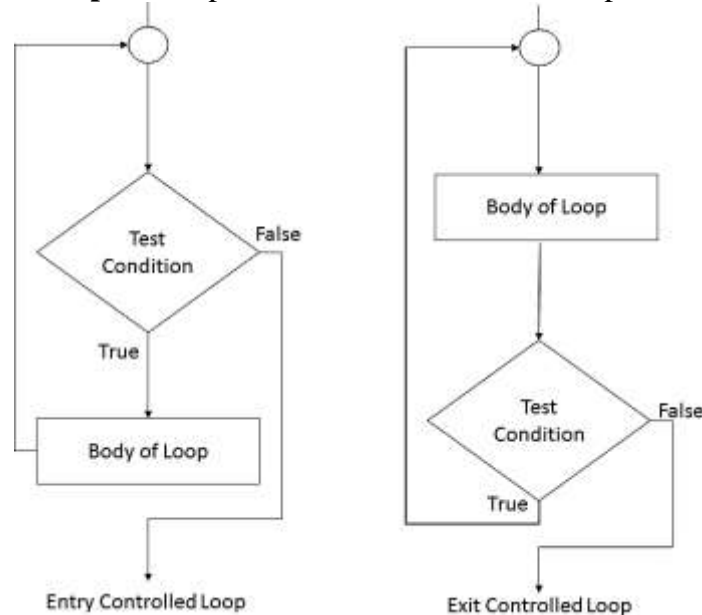 Test
Condition
False
True
Body of Loop
Entry Controlled Loop
Body of Loop
Test
Condition
False
True
Exit Controlled Loop